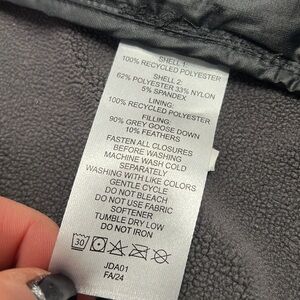 SHELL 1:
100% RECYCLED POLYESTER
SHELL 2:
62% POLYESTER 33% NYLON
5% SPANDEX
LINING:
100% RECYCLED POLYESTER
FILLING:
90% GREY GOOSE DOWN
10% FEATHERS
FASTEN ALL CLOSURES
BEFORE WASHING
MACHINE WASH COLD
SEPARATELY
WASHING WITH LIKE COLORS
GENTLE CYCLE
DO NOT BLEACH
DO NOT USE FABRIC
SOFTENER
TUMBLE DRY LOW
DO NOT IRON
30
JDA01
FA/24